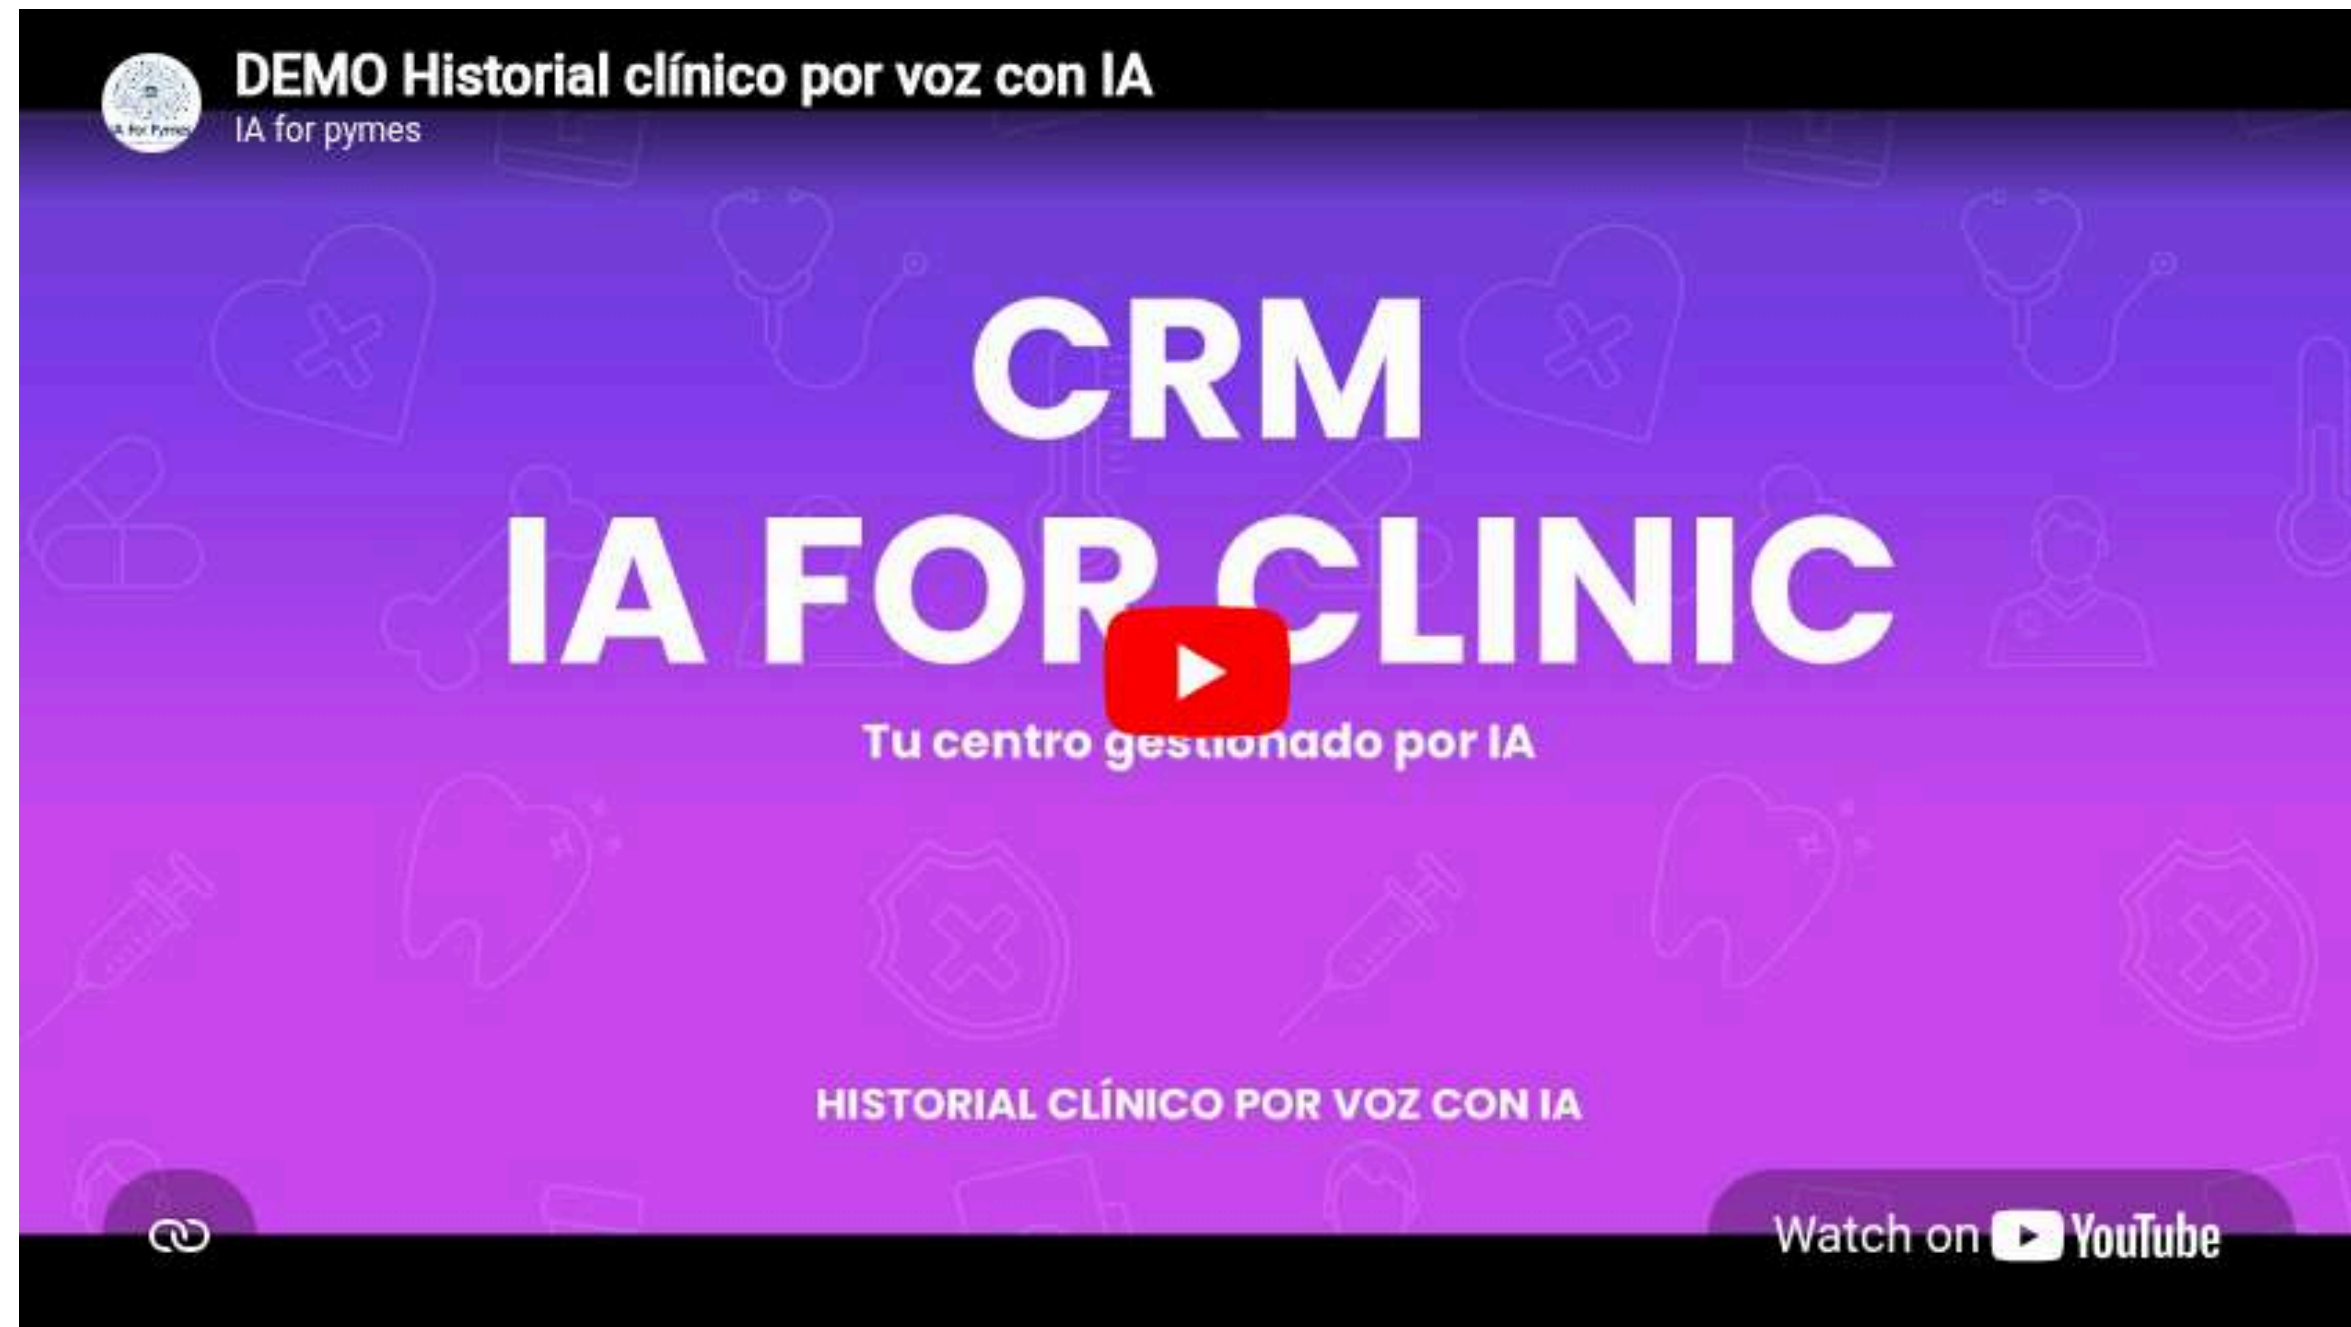 DEMO Historial clínico por voz con IA
IA for pymes
CRM
IA FOR CLINIC
Tu centro gestionado por IA
HISTORIAL CLÍNICO POR VOZ CON IA
Watch on YouTube